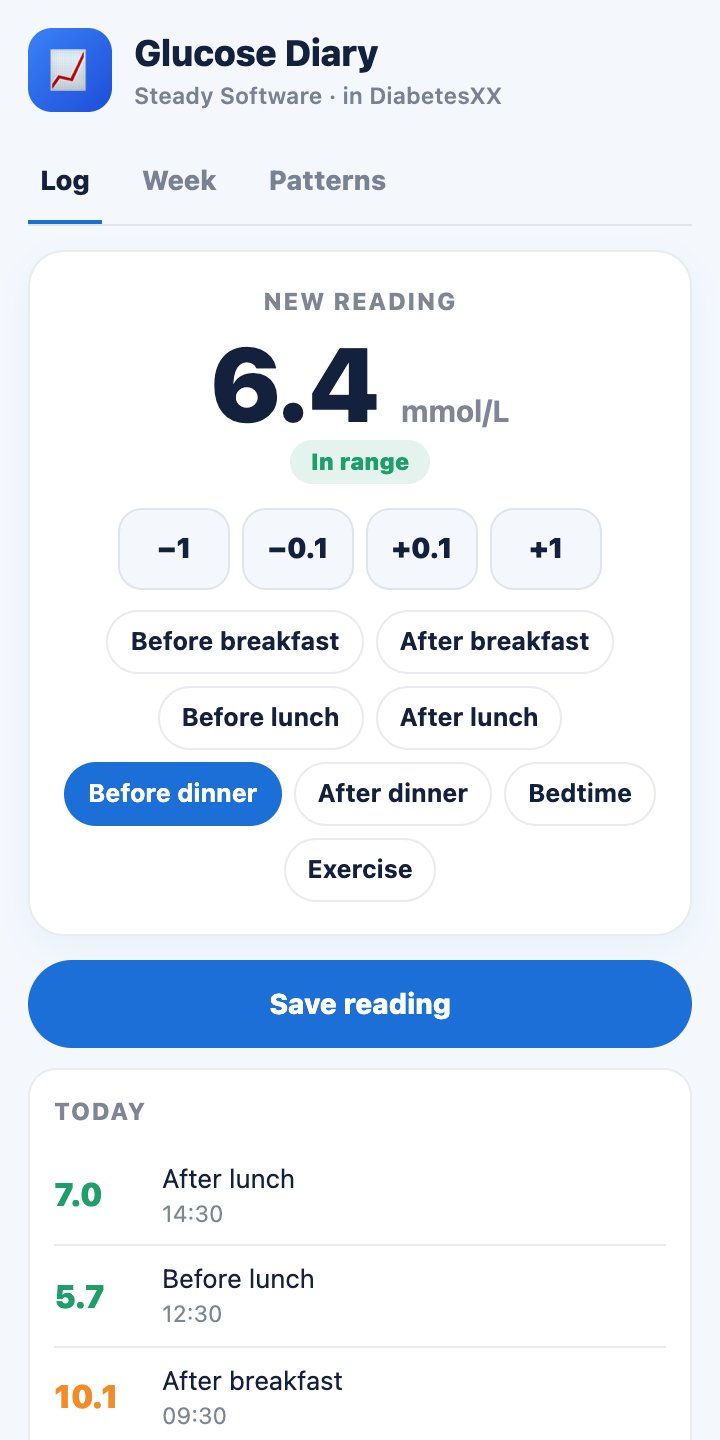 Glucose Diary
Steady Software · in DiabetesXX
Log Week Patterns
NEW READING
6.4 mmol/L
In range
−1 −0.1 +0.1 +1
Before breakfast After breakfast
Before lunch After lunch
Before dinner After dinner Bedtime
Exercise
Save reading
TODAY
7.0 After lunch
14:30
5.7 Before lunch
12:30
10.1 After breakfast
09:30